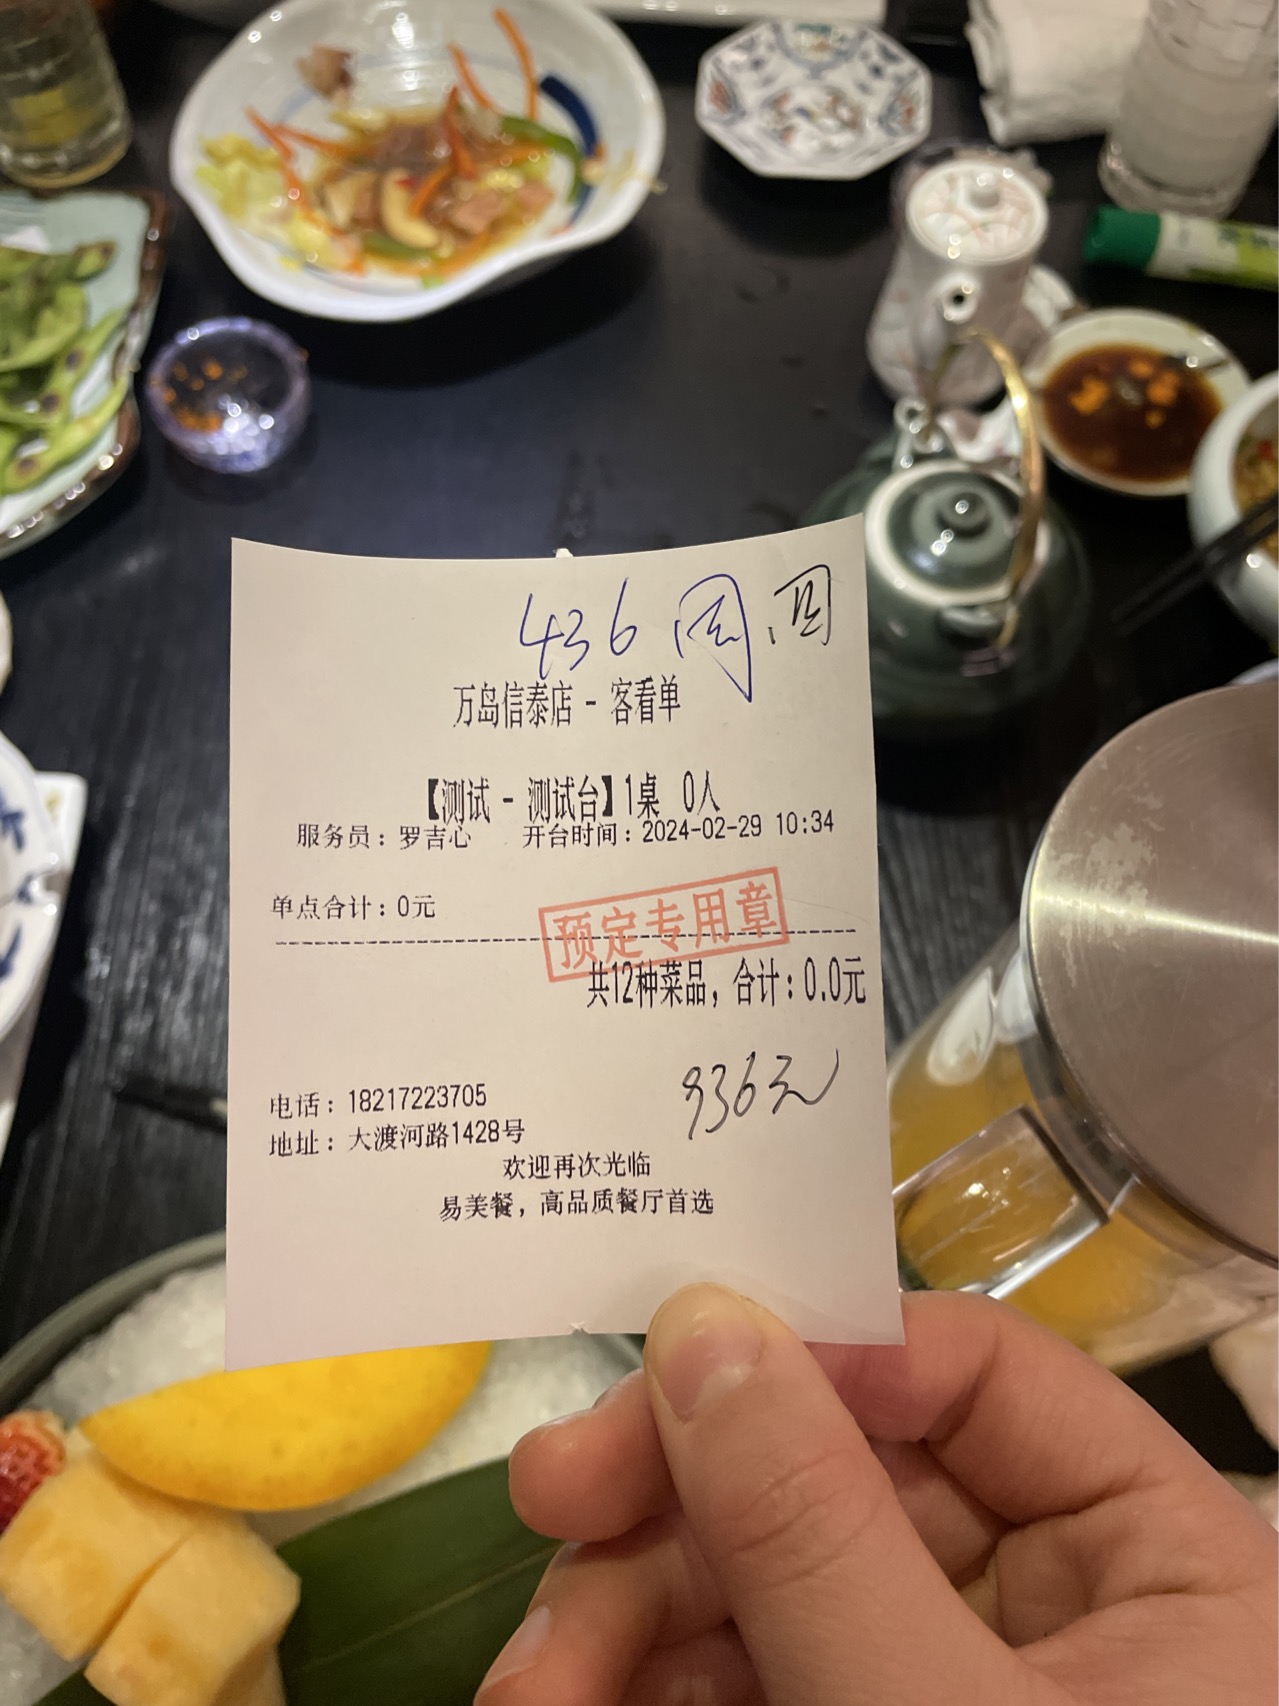 436 周
万岛信泰店 - 客看单
【测试 - 测试台】1桌 0人
服务员：罗吉心 开台时间：2024-02-29 10:34
单点合计：0元
预定专用章
共12种菜品，合计：0.0元
936元
电话：18217223705
地址：大渡河路1428号
欢迎再次光临
易美餐，高品质餐厅首选